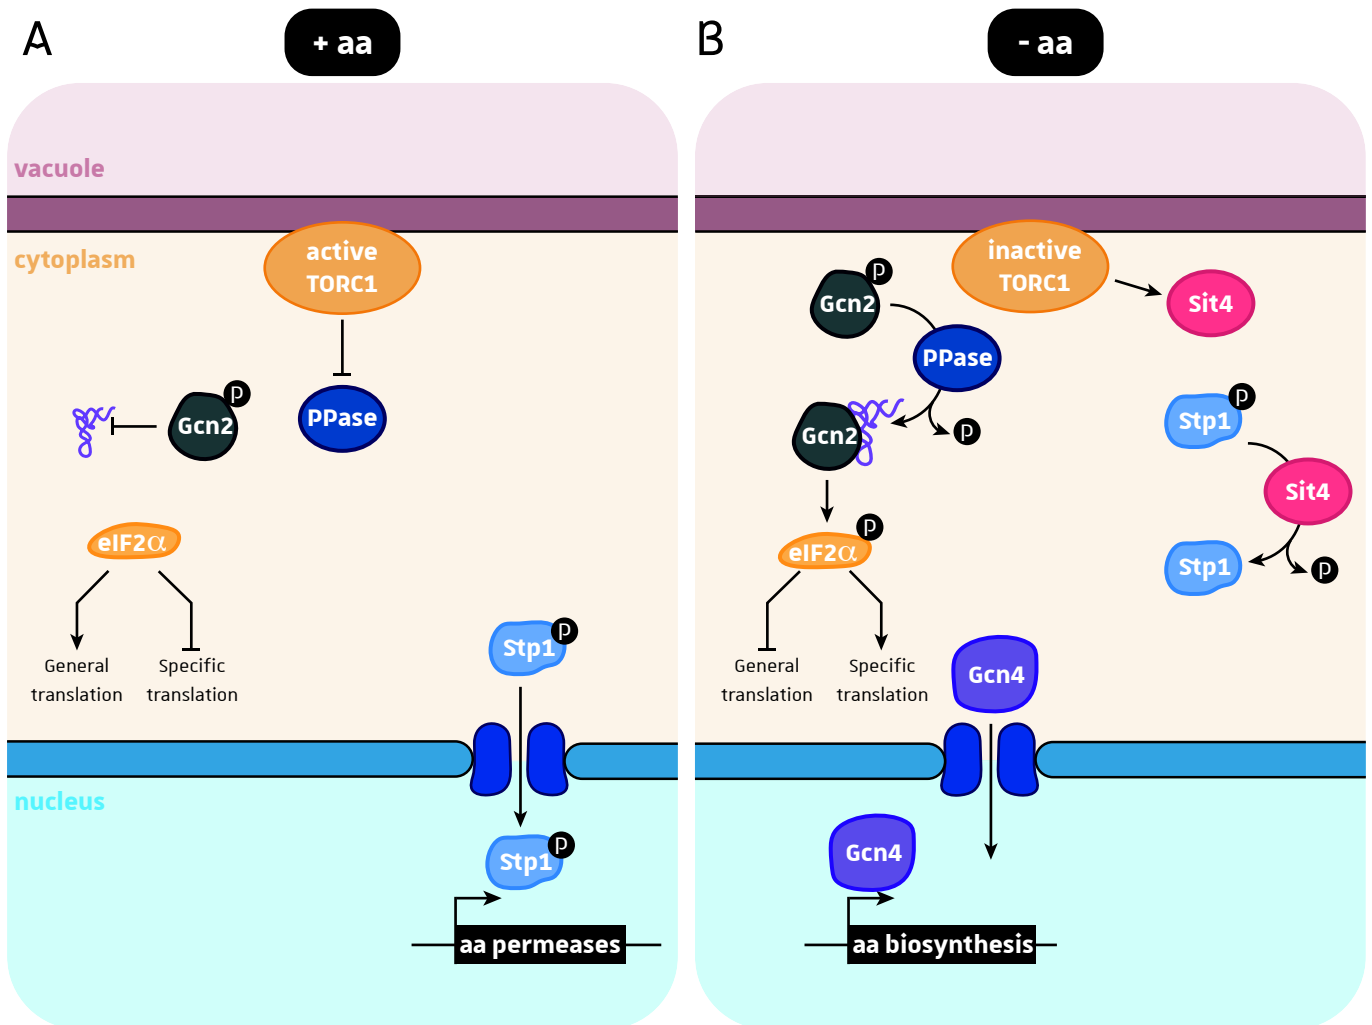 A
+ aa
vacuole
cytoplasm
active
TORC1
P
Gcn2
PPase
eIF2α
General
translation
Specific
translation
P
Stp1
nucleus
P
Stp1
aa permeases
B
- aa
inactive
TORC1
P
Gcn2
Sit4
PPase
P
Stp1
Gcn2
P
Sit4
P
eIF2α
Stp1
P
General
translation
Specific
translation
Gcn4
Gcn4
aa biosynthesis